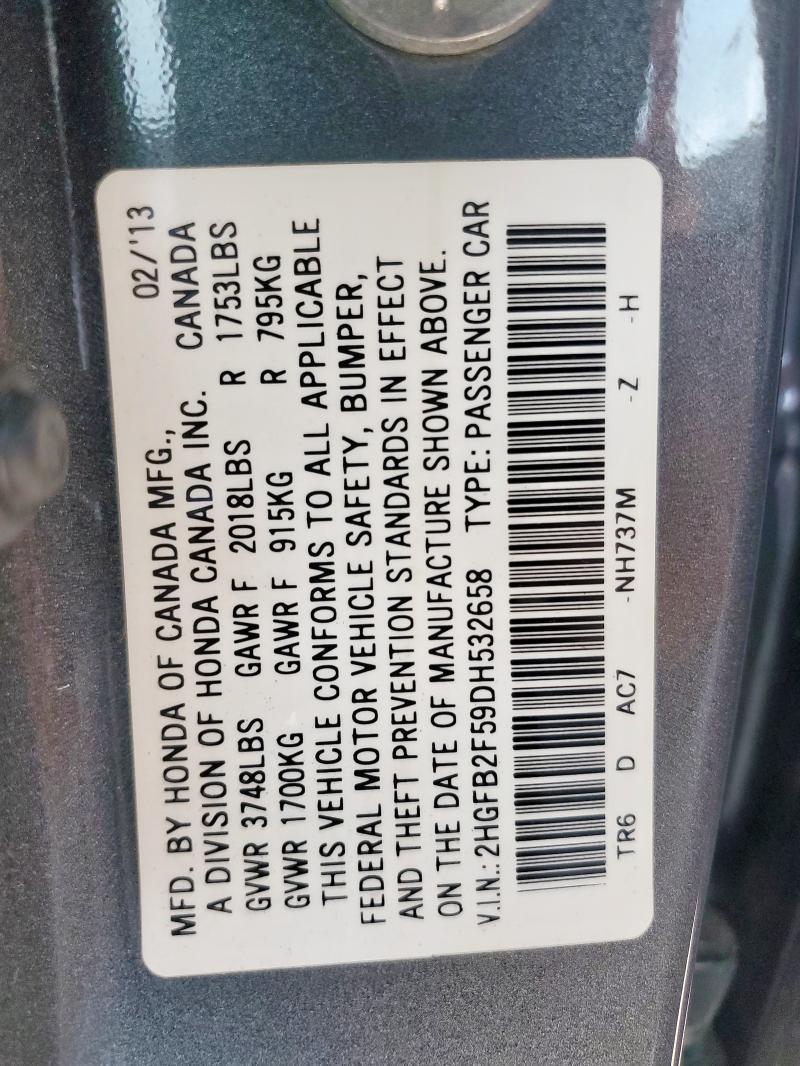 MFD. BY HONDA OF CANADA MFG., 02/'13
A DIVISION OF HONDA CANADA INC. CANADA
GVWR 3748LBS GAWR F 2018LBS R 1753LBS
GVWR 1700KG GAWR F 915KG R 795KG
THIS VEHICLE CONFORMS TO ALL APPLICABLE
FEDERAL MOTOR VEHICLE SAFETY, BUMPER,
AND THEFT PREVENTION STANDARDS IN EFFECT
ON THE DATE OF MANUFACTURE SHOWN ABOVE.
V.I.N.: 2HGFB2F59DH532658 TYPE: PASSENGER CAR
TR6 D AC7 -NH737M -Z -H